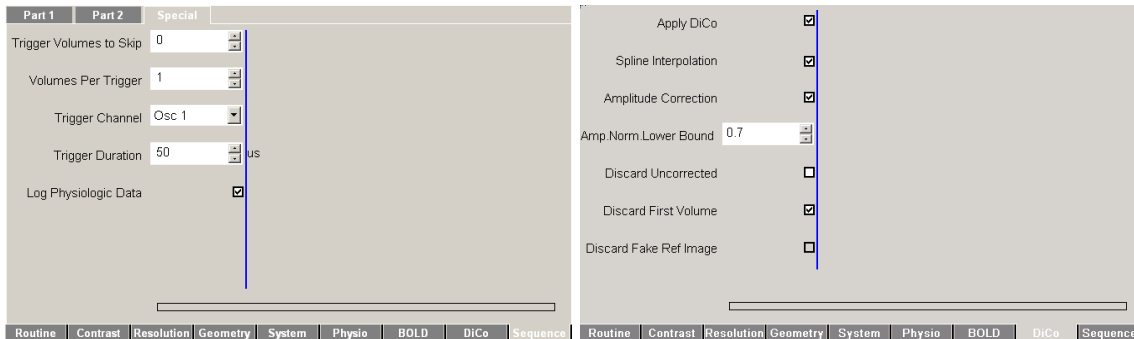 Part 1 Part 2 Special
Trigger Volumes to Skip 0
Volumes Per Trigger 1
Trigger Channel Osc 1
Trigger Duration 50 us
Log Physiologic Data
Routine Contrast Resolution Geometry System Physio BOLD DiCo Sequence
Apply DiCo
Spline Interpolation
Amplitude Correction
Amp.Norm.Lower Bound 0.7
Discard Uncorrected
Discard First Volume
Discard Fake Ref Image
Routine Contrast Resolution Geometry System Physio BOLD DiCo Sequence